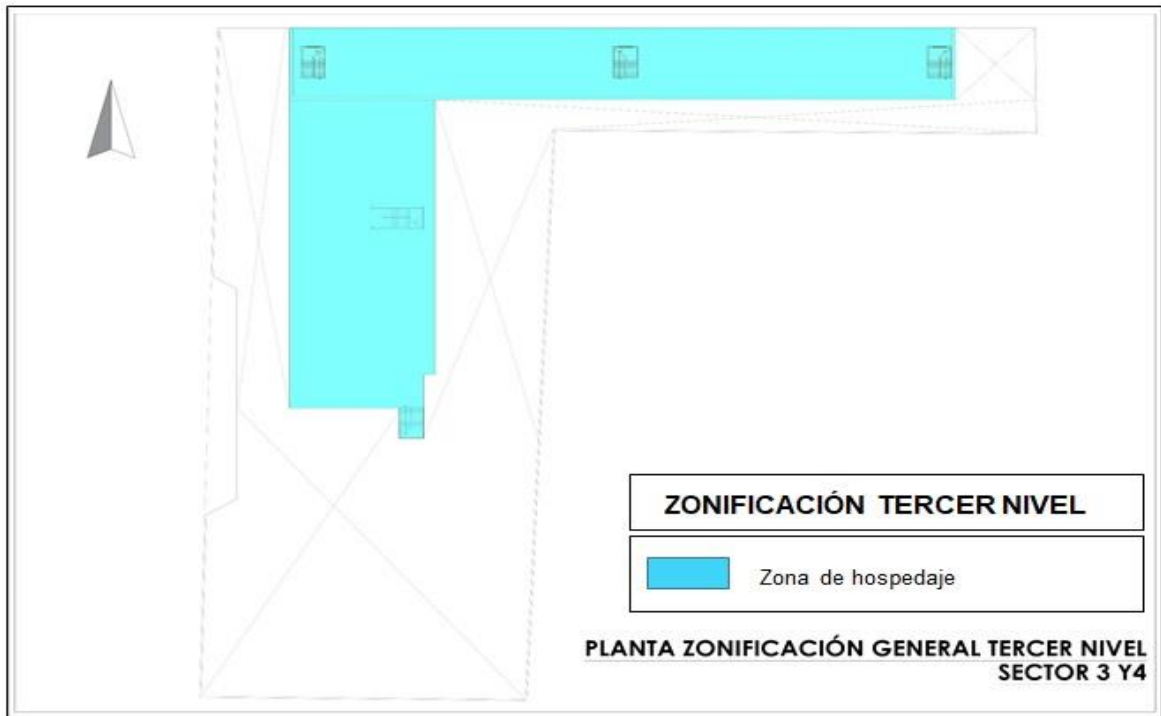 ZONIFICACIÓN TERCER NIVEL
Zona de hospedaje
PLANTA ZONIFICACIÓN GENERAL TERCER NIVEL
SECTOR 3 Y4